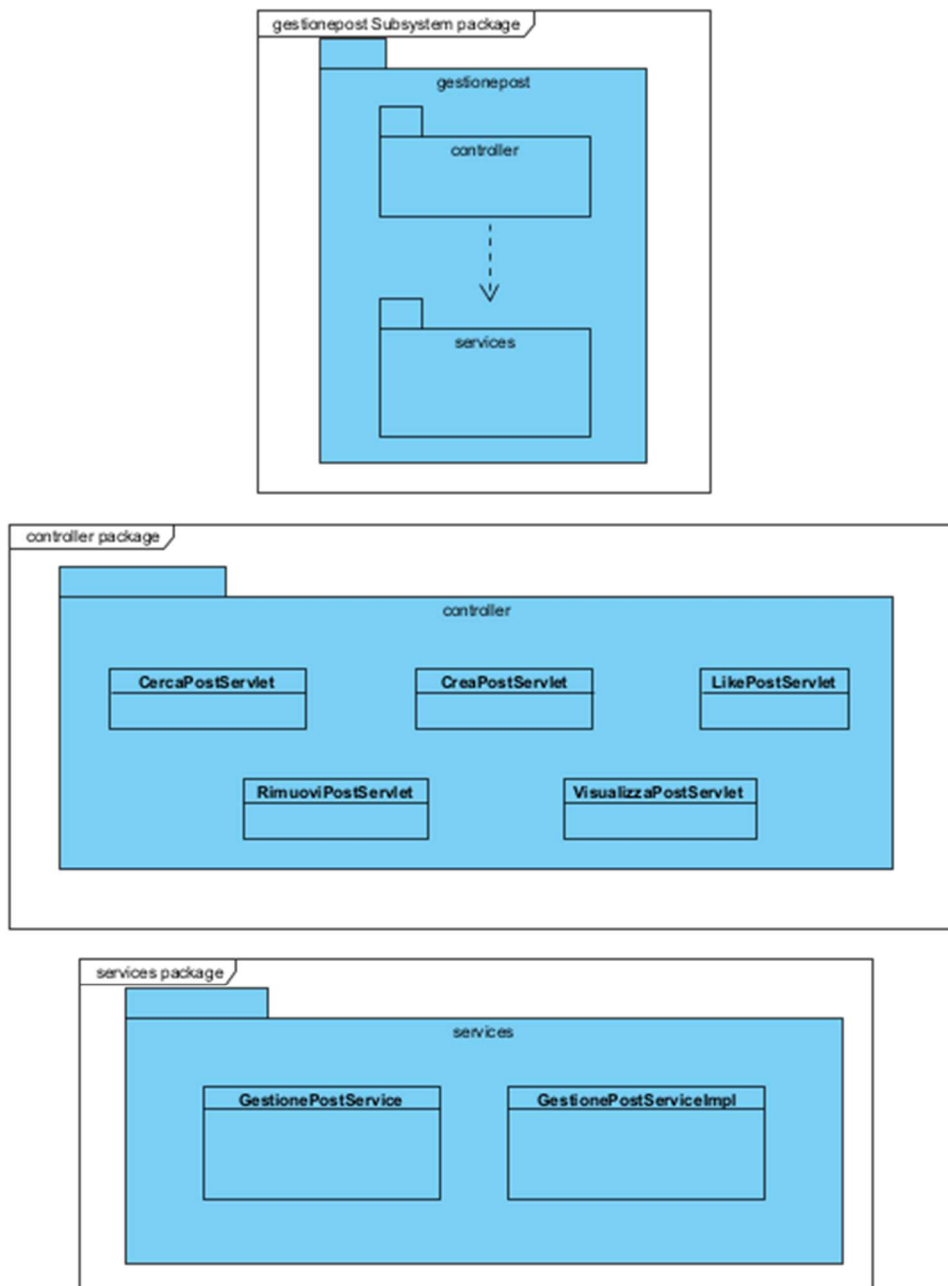 gestionepost Subsystem package
gestionepost
controller
services
controller package
controller
CercaPostServlet
CreaPostServlet
LikePostServlet
RimuoviPostServlet
VisualizzaPostServlet
services package
services
GestionePostService
GestionePostServiceImpl